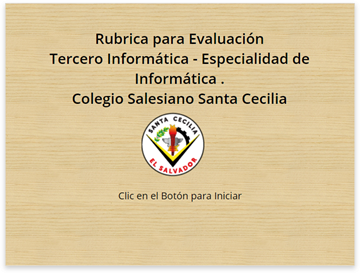 Rubrica para Evaluación
Tercero Informática - Especialidad de
Informática .
Colegio Salesiano Santa Cecilia
SANTA CECILIA
EL SALVADOR
Clic en el Botón para Iniciar